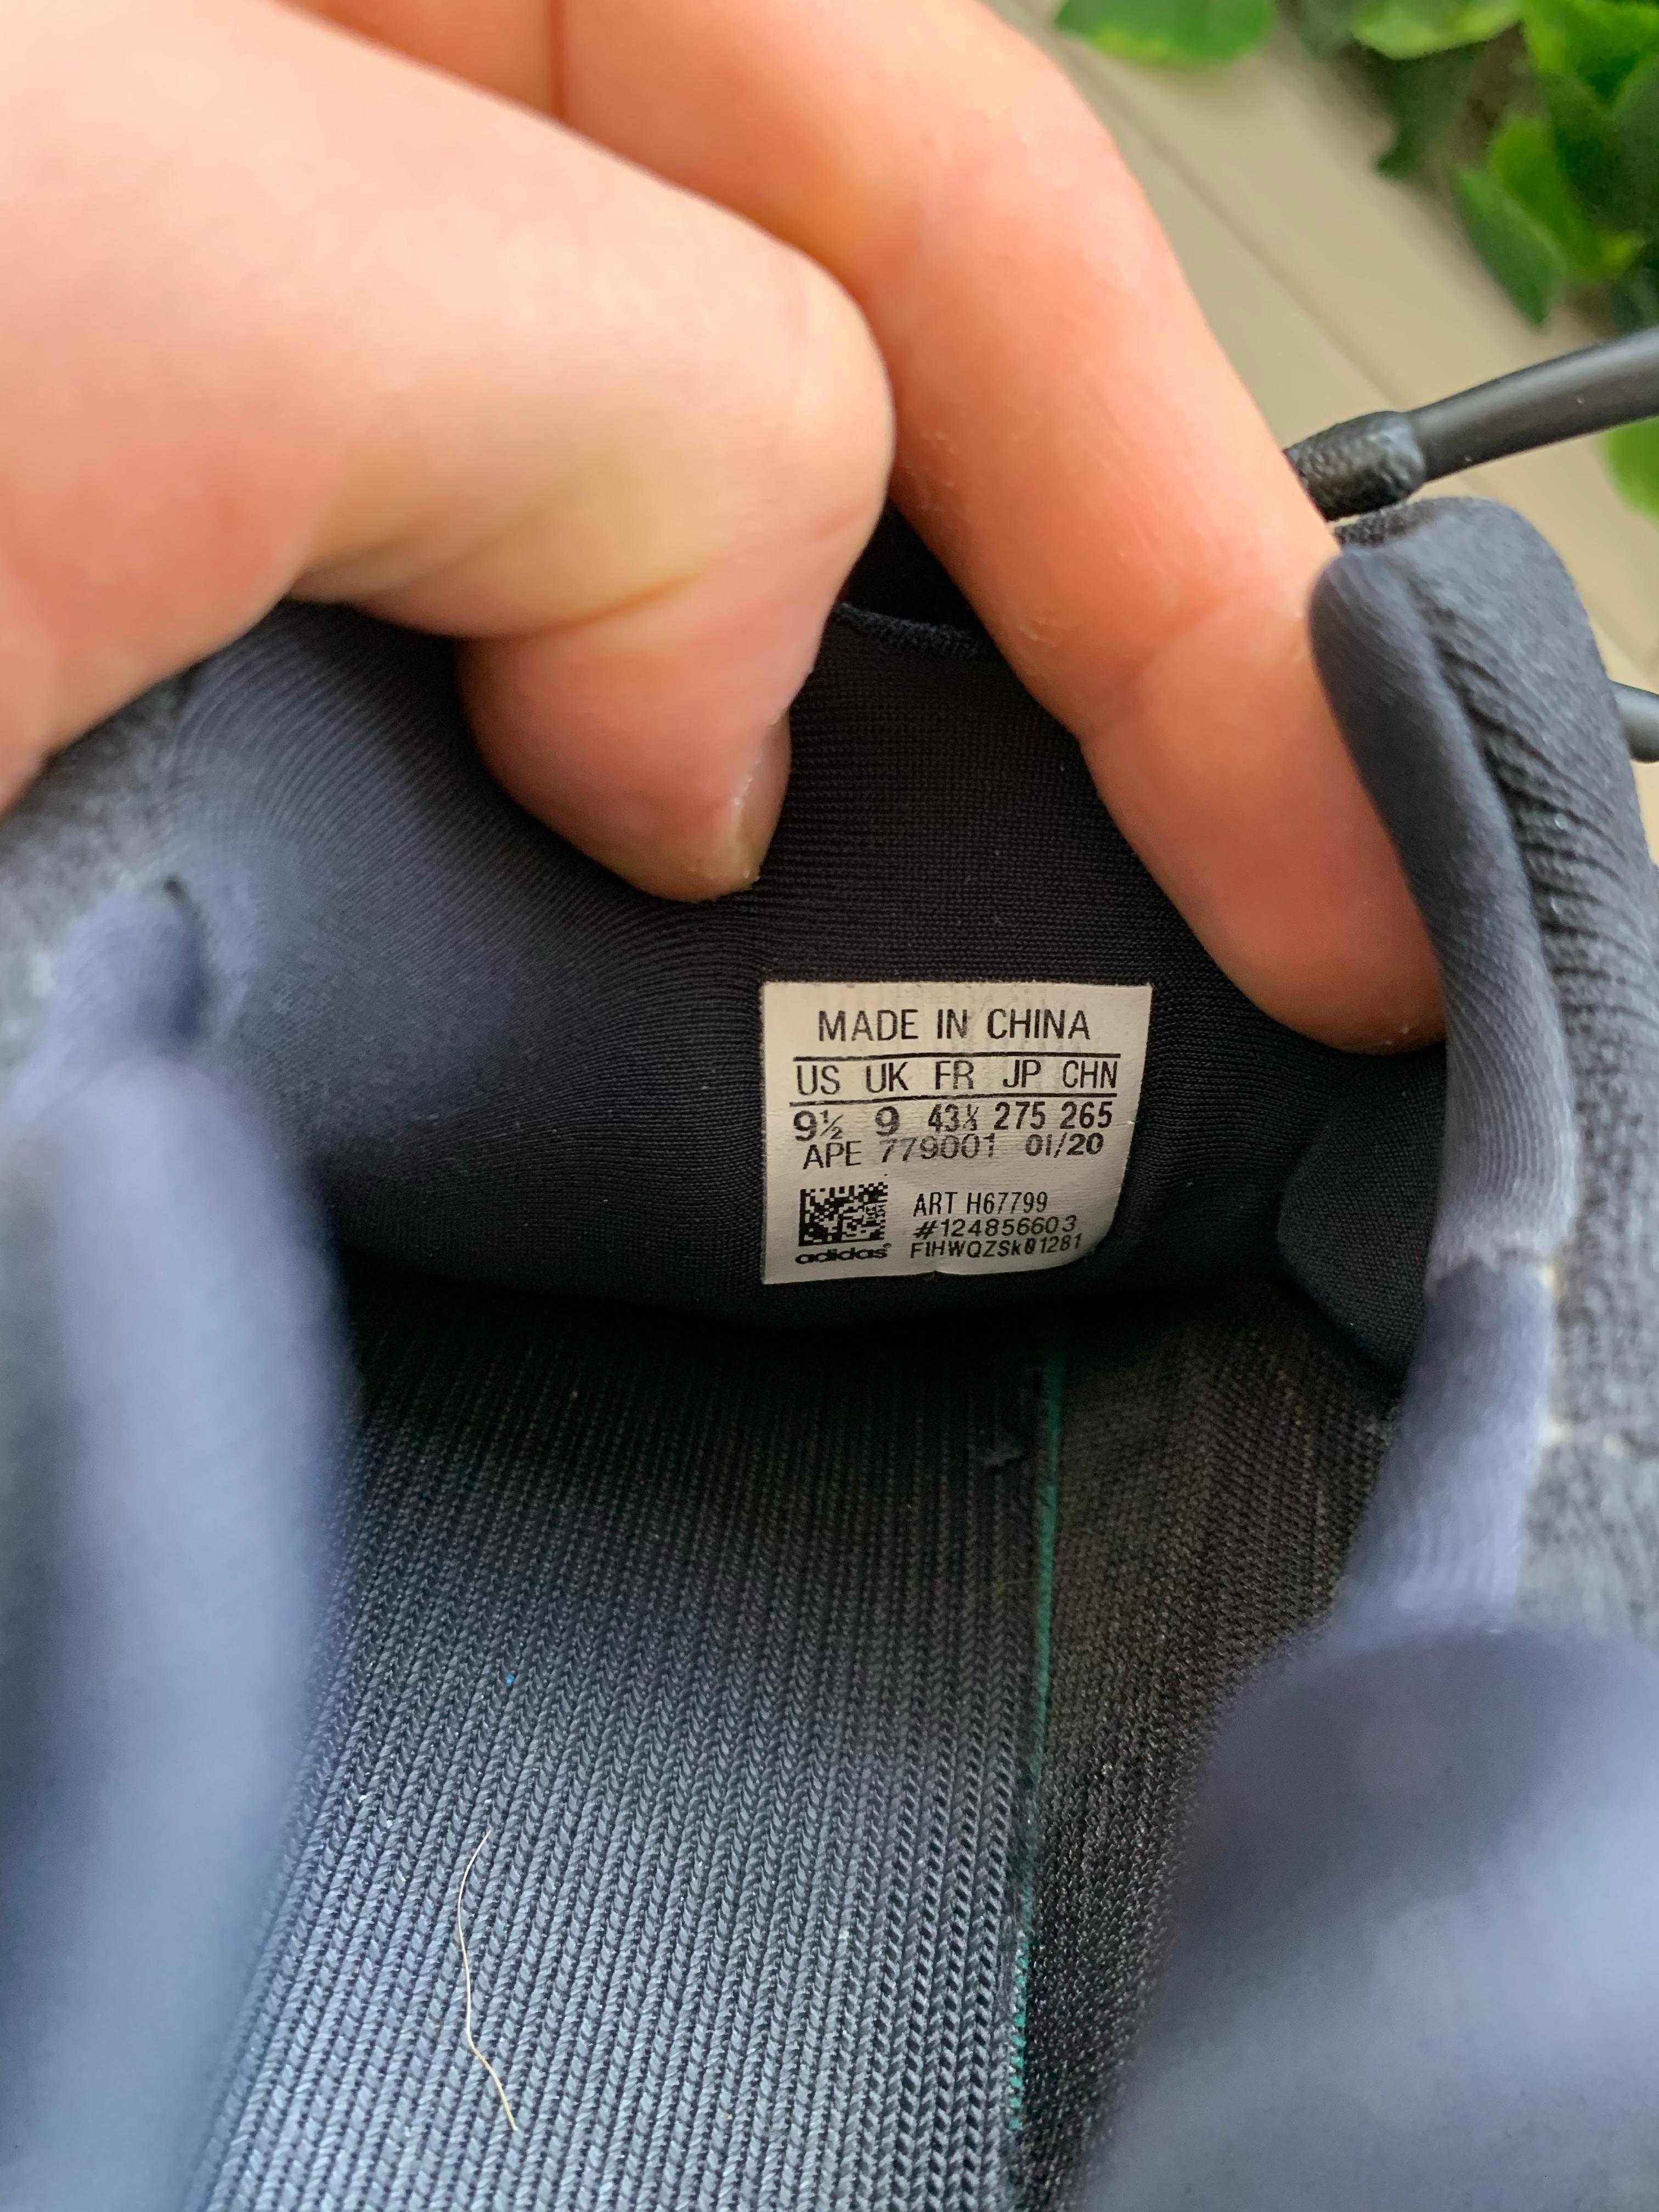 MADE IN CHINA
US UK FR JP CHN
9½ 9 43⅓ 275 265
APE 779001 01/20
ART H67799
#124856603
adidas FIHWQZSk01281